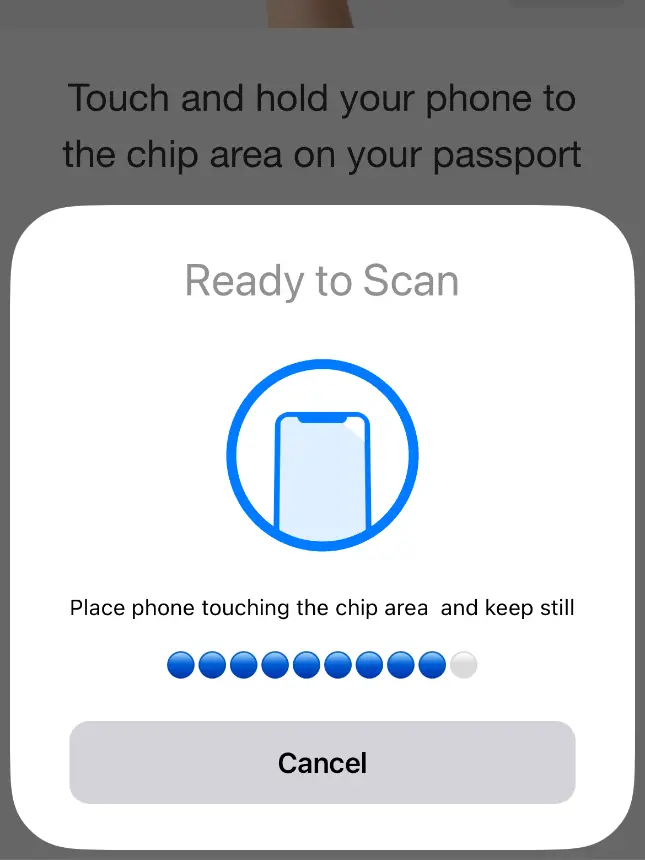 Touch and hold your phone to
the chip area on your passport
Ready to Scan
Place phone touching the chip area  and keep still
Cancel